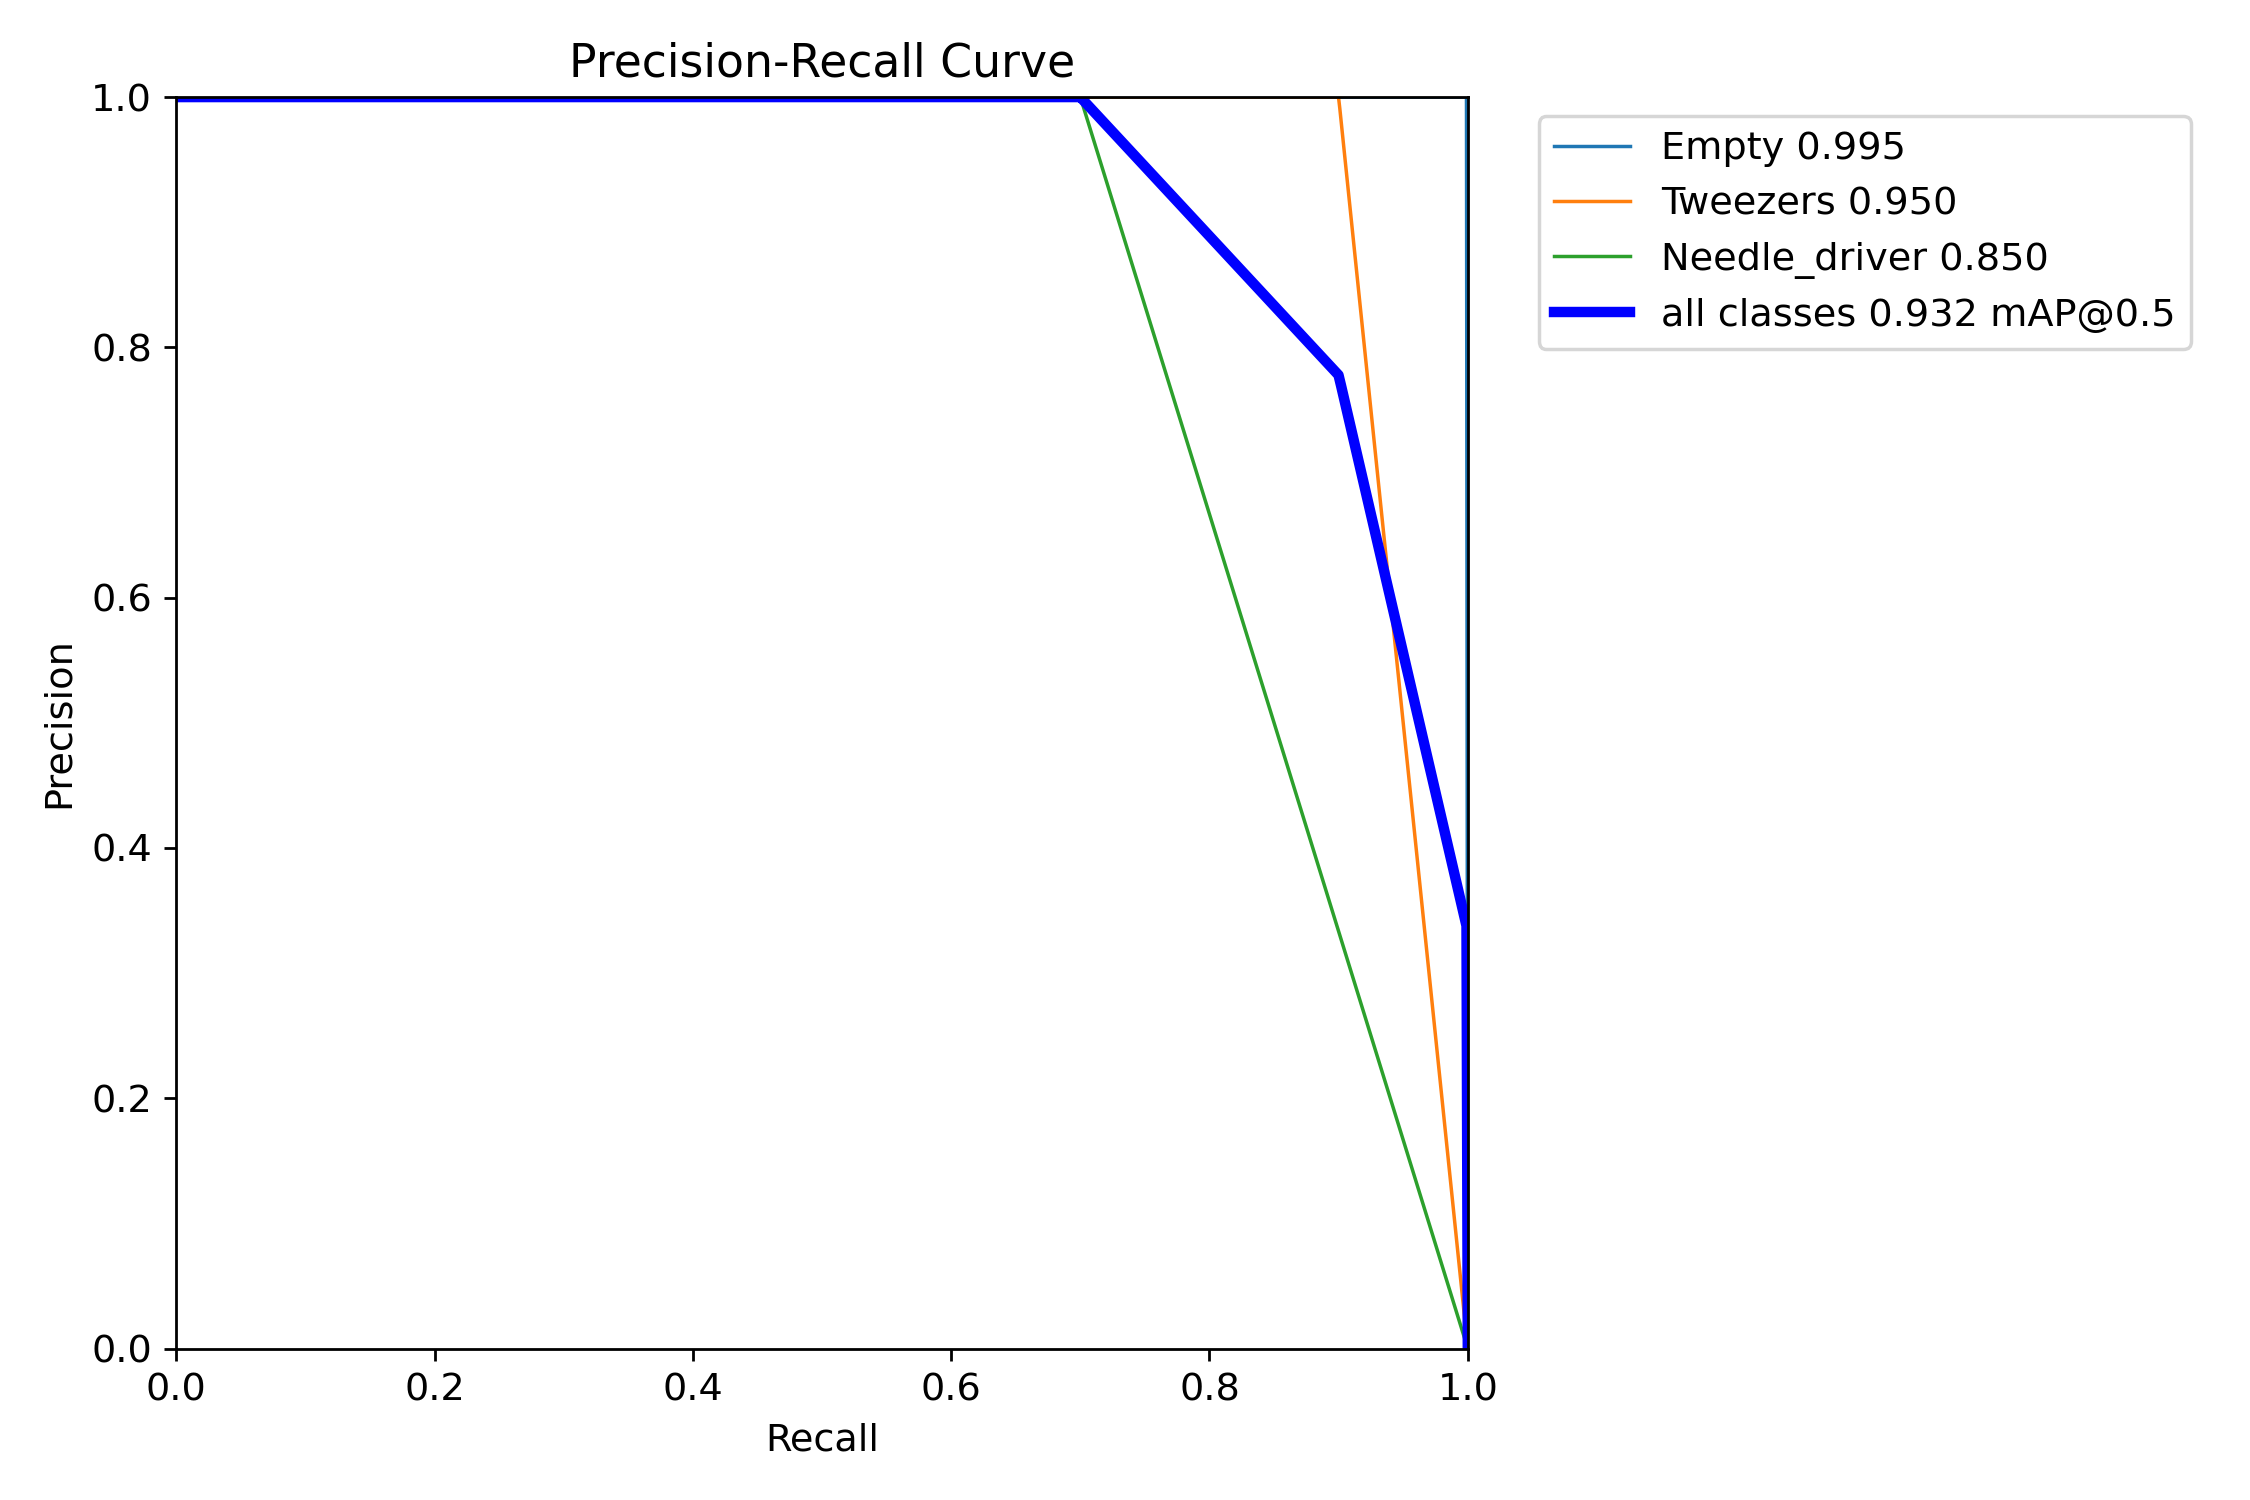 Precision-Recall Curve
1.0
0.8
0.6
0.4
0.2
0.0
Precision
0.0 0.2 0.4 0.6 0.8 1.0
Recall
Empty 0.995
Tweezers 0.950
Needle_driver 0.850
all classes 0.932 mAP@0.5